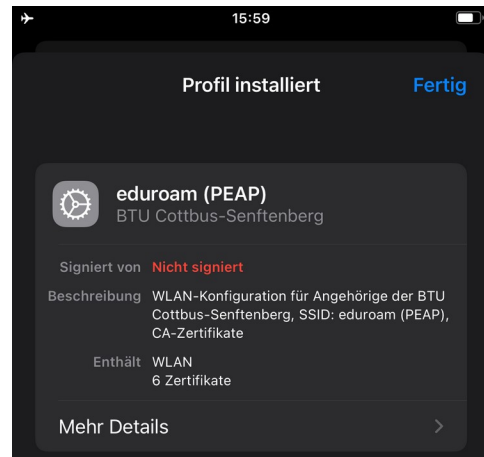 15:59
Profil installiert
Fertig
eduroam (PEAP)
BTU Cottbus-Senftenberg
Signiert von Nicht signiert
Beschreibung WLAN-Konfiguration für Angehörige der BTU
Cottbus-Senftenberg, SSID: eduroam (PEAP),
CA-Zertifikate
Enthält WLAN
6 Zertifikate
Mehr Details